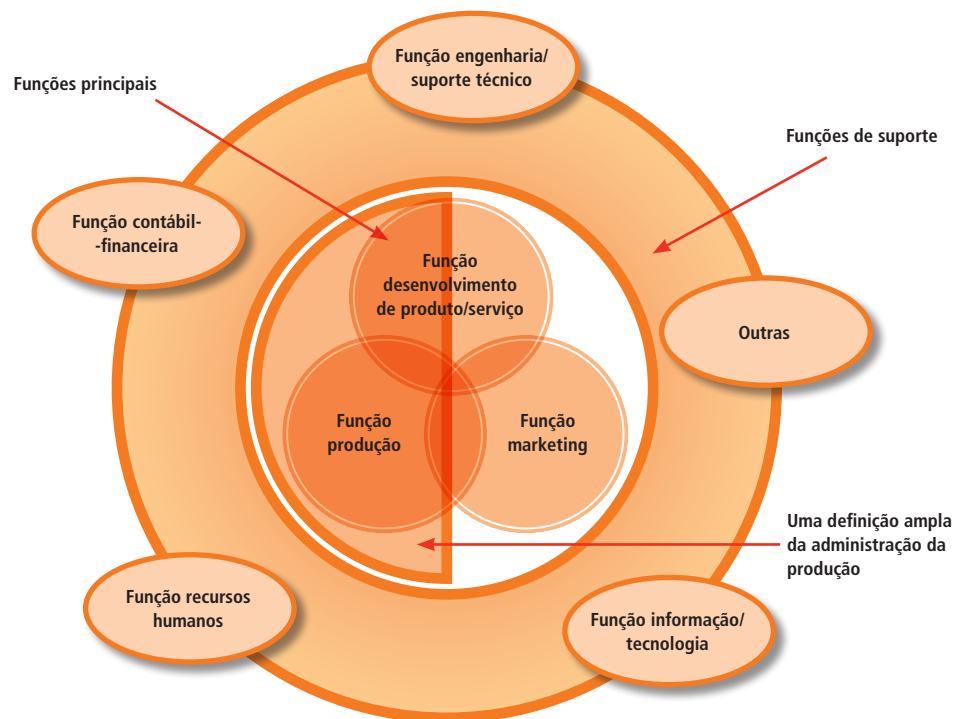 Função engenharia/
suporte técnico
Funções principais
Funções de suporte
Função contábil-
-financeira
Função
desenvolvimento
de produto/serviço
Outras
Função
produção
Função
marketing
Uma definição ampla
da administração da
produção
Função recursos
humanos
Função informação/
tecnologia